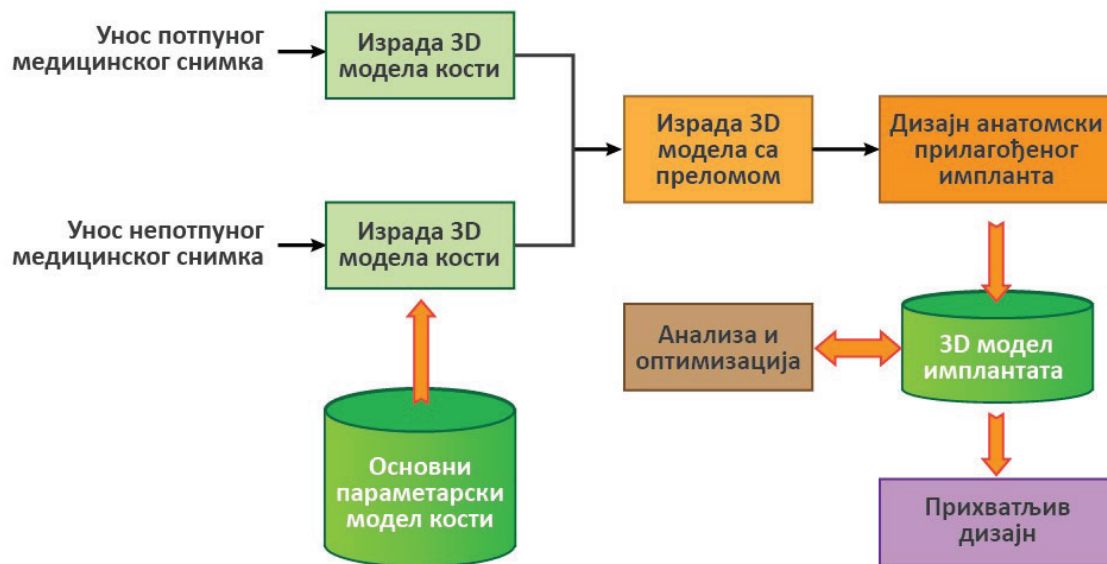 Унос потпуног
медицинског снимка
Израда 3D
модела кости
Израда 3D
модела са
преломом
Дизајн анатомски
прилагођеног
импланта
Унос непотпуног
медицинског снимка
Израда 3D
модела кости
Анализа и
оптимизација
3D модел
имплантата
Основни
параметарски
модел кости
Прихватљив
дизајн